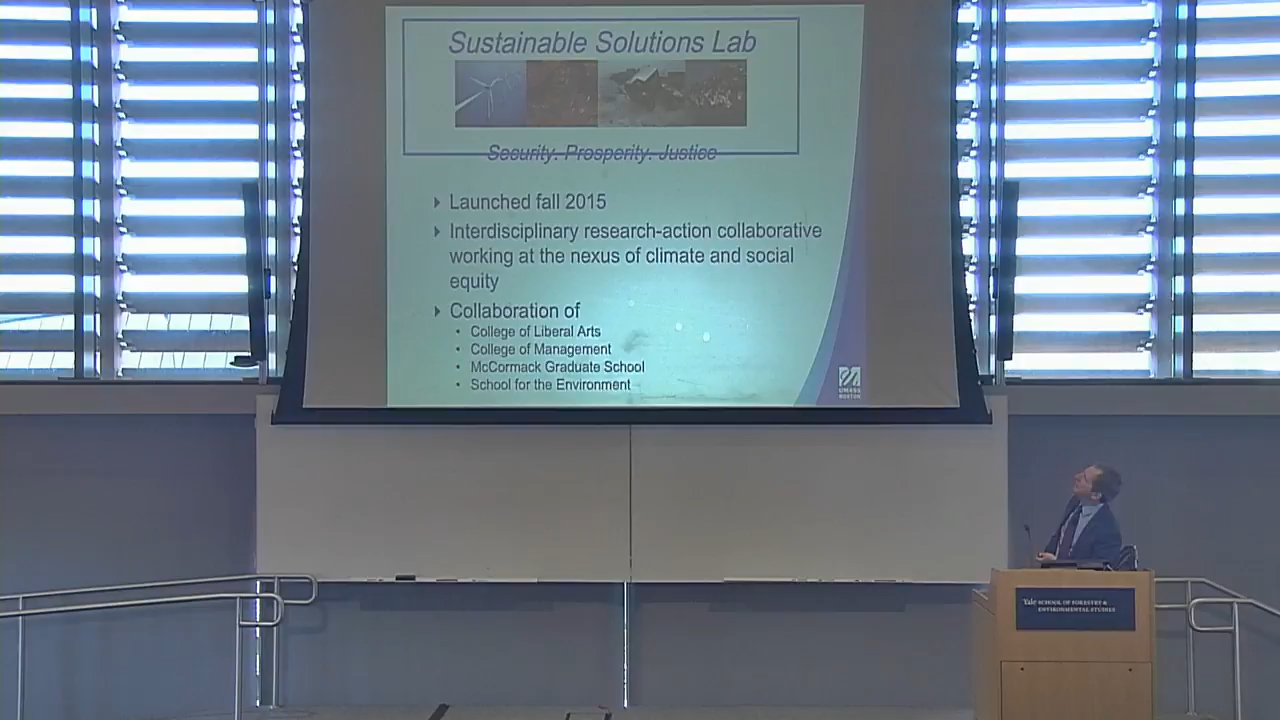 Sustainable Solutions Lab
Security. Prosperity. Justice
Launched fall 2015
Interdisciplinary research-action collaborative
working at the nexus of climate and social
equity
Collaboration of
• College of Liberal Arts
• College of Management
• McCormack Graduate School
• School for the Environment
UMASS
BOSTON
Yale SCHOOL OF FORESTRY &
ENVIRONMENTAL STUDIES